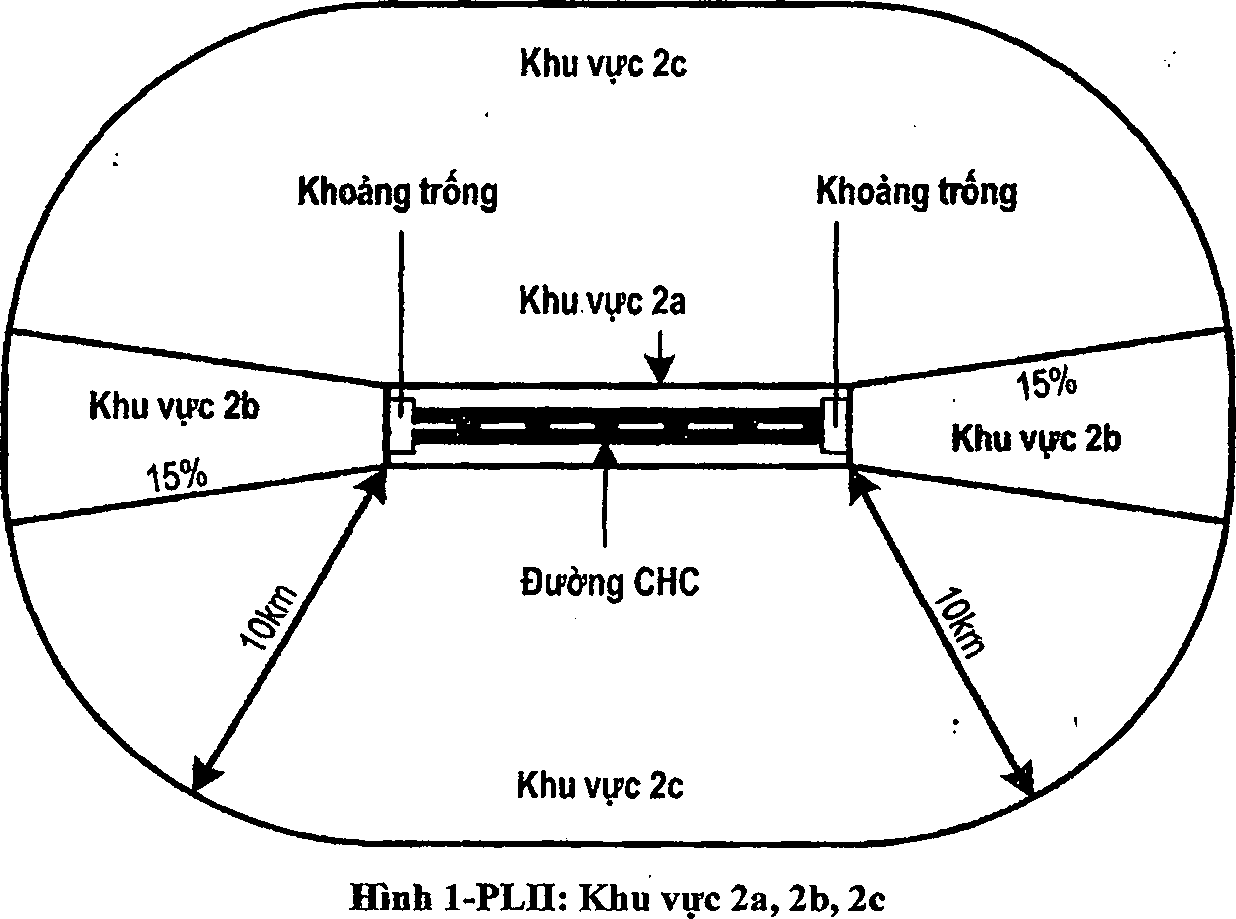 Khu vực 2c
Khoảng trống
Khoảng trống
Khu vực 2a
Khu vực 2b
15%
15%
Khu vực 2b
Đường CHC
10km
10km
Khu vực 2c
Hình 1-PLII: Khu vực 2a, 2b, 2c